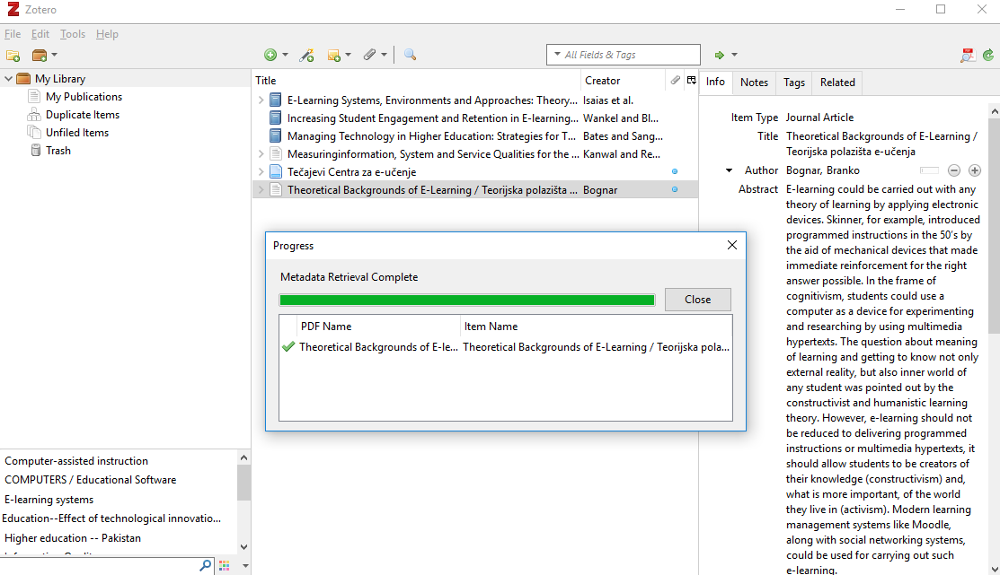 Zotero
File Edit Tools Help
All Fields & Tags
My Library
My Publications
Duplicate Items
Unfiled Items
Trash
Title Creator
E-Learning Systems, Environments and Approaches: Theory... Isaias et al.
Increasing Student Engagement and Retention in E-learning... Wankel and Bl...
Managing Technology in Higher Education: Strategies for T... Bates and Sang...
Measuringinformation, System and Service Qualities for the ... Kanwal and Re...
Tečajevi Centra za e-učenje
Theoretical Backgrounds of E-Learning / Teorijska polazišta ... Bognar
Progress
Metadata Retrieval Complete
Close
PDF Name Item Name
Theoretical Backgrounds of E-le... Theoretical Backgrounds of E-Learning / Teorijska pola...
Info Notes Tags Related
Item Type Journal Article
Title Theoretical Backgrounds of E-Learning /
Teorijska polazišta e-učenja
Author Bognar, Branko
Abstract E-learning could be carried out with any
theory of learning by applying electronic
devices. Skinner, for example, introduced
programmed instructions in the 50's by
the aid of mechanical devices that made
immediate reinforcement for the right
answer possible. In the frame of
cognitivism, students could use a
computer as a device for experimenting
and researching by using multimedia
hypertexts. The question about meaning
of learning and getting to know not only
external reality, but also inner world of
any student was pointed out by the
constructivist and humanistic learning
theory. However, e-learning should not
be reduced to delivering programmed
instructions or multimedia hypertexts, it
should allow students to be creators of
their knowledge (constructivism) and,
what is more important, of the world
they live in (activism). Modern learning
management systems like Moodle,
along with social networking systems,
could be used for carrying out such
e-learning.
Computer-assisted instruction
COMPUTERS / Educational Software
E-learning systems
Education--Effect of technological innovatio...
Higher education -- Pakistan